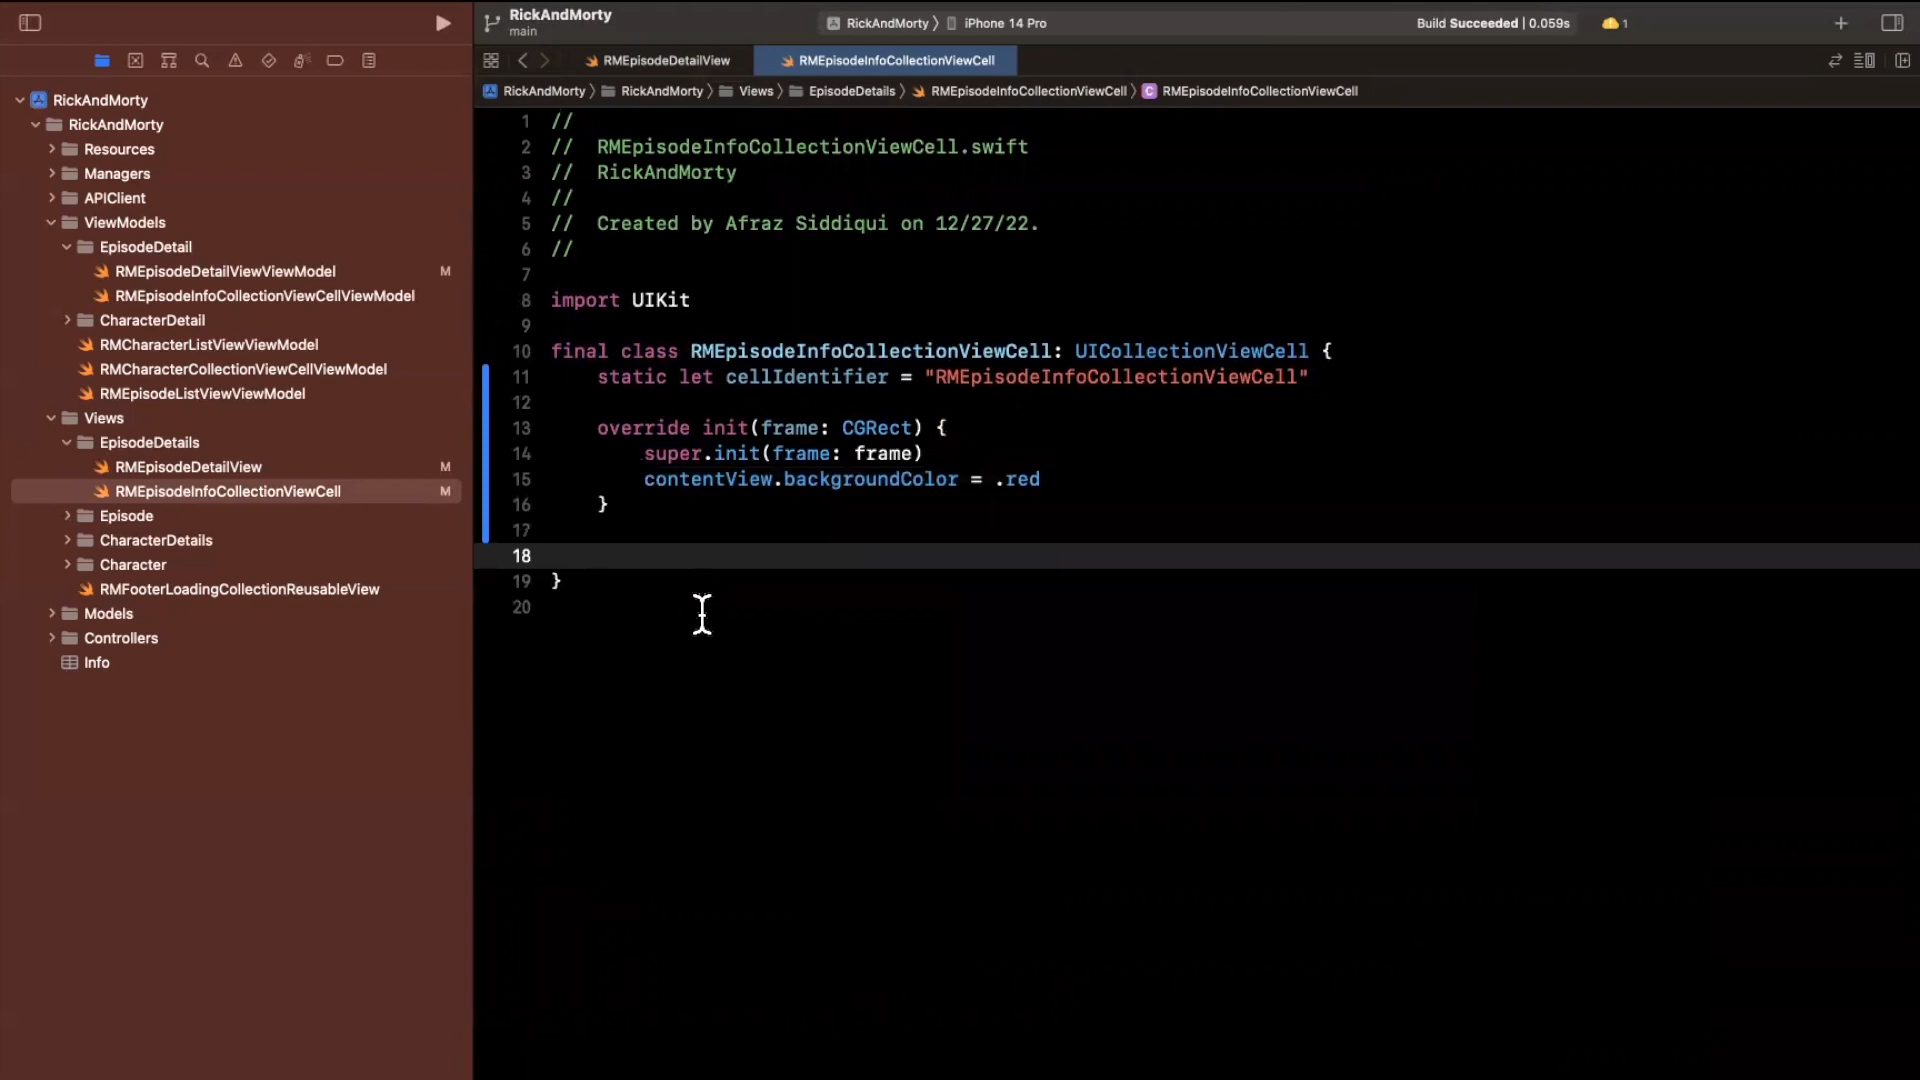 RickAndMorty
main
RickAndMorty
iPhone 14 Pro
Build Succeeded | 0.059s
1
RMEpisodeDetailView
RMEpisodeInfoCollectionViewCell
RickAndMorty
RickAndMorty
Views
EpisodeDetails
RMEpisodeInfoCollectionViewCell
C RMEpisodeInfoCollectionViewCell
RickAndMorty
RickAndMorty
Resources
Managers
APIClient
ViewModels
EpisodeDetail
RMEpisodeDetailViewViewModel M
RMEpisodeInfoCollectionViewCellViewModel
CharacterDetail
RMCharacterListViewViewModel
RMCharacterCollectionViewCellViewModel
RMEpisodeListViewViewModel
Views
EpisodeDetails
RMEpisodeDetailView M
RMEpisodeInfoCollectionViewCell M
Episode
CharacterDetails
Character
RMFooterLoadingCollectionReusableView
Models
Controllers
Info
1 //
2 //  RMEpisodeInfoCollectionViewCell.swift
3 //  RickAndMorty
4 //
5 //  Created by Afraz Siddiqui on 12/27/22.
6 //
7
8 import UIKit
9
10 final class RMEpisodeInfoCollectionViewCell: UICollectionViewCell {
11     static let cellIdentifier = "RMEpisodeInfoCollectionViewCell"
12
13     override init(frame: CGRect) {
14         super.init(frame: frame)
15         contentView.backgroundColor = .red
16     }
17
18
19 }
20